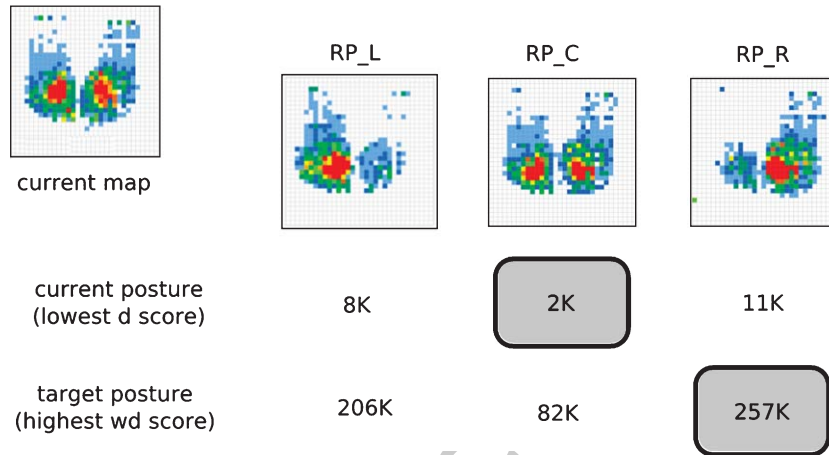 RP_L RP_C RP_R
current map
current posture
(lowest d score)
8K 2K 11K
target posture
(highest wd score)
206K 82K 257K